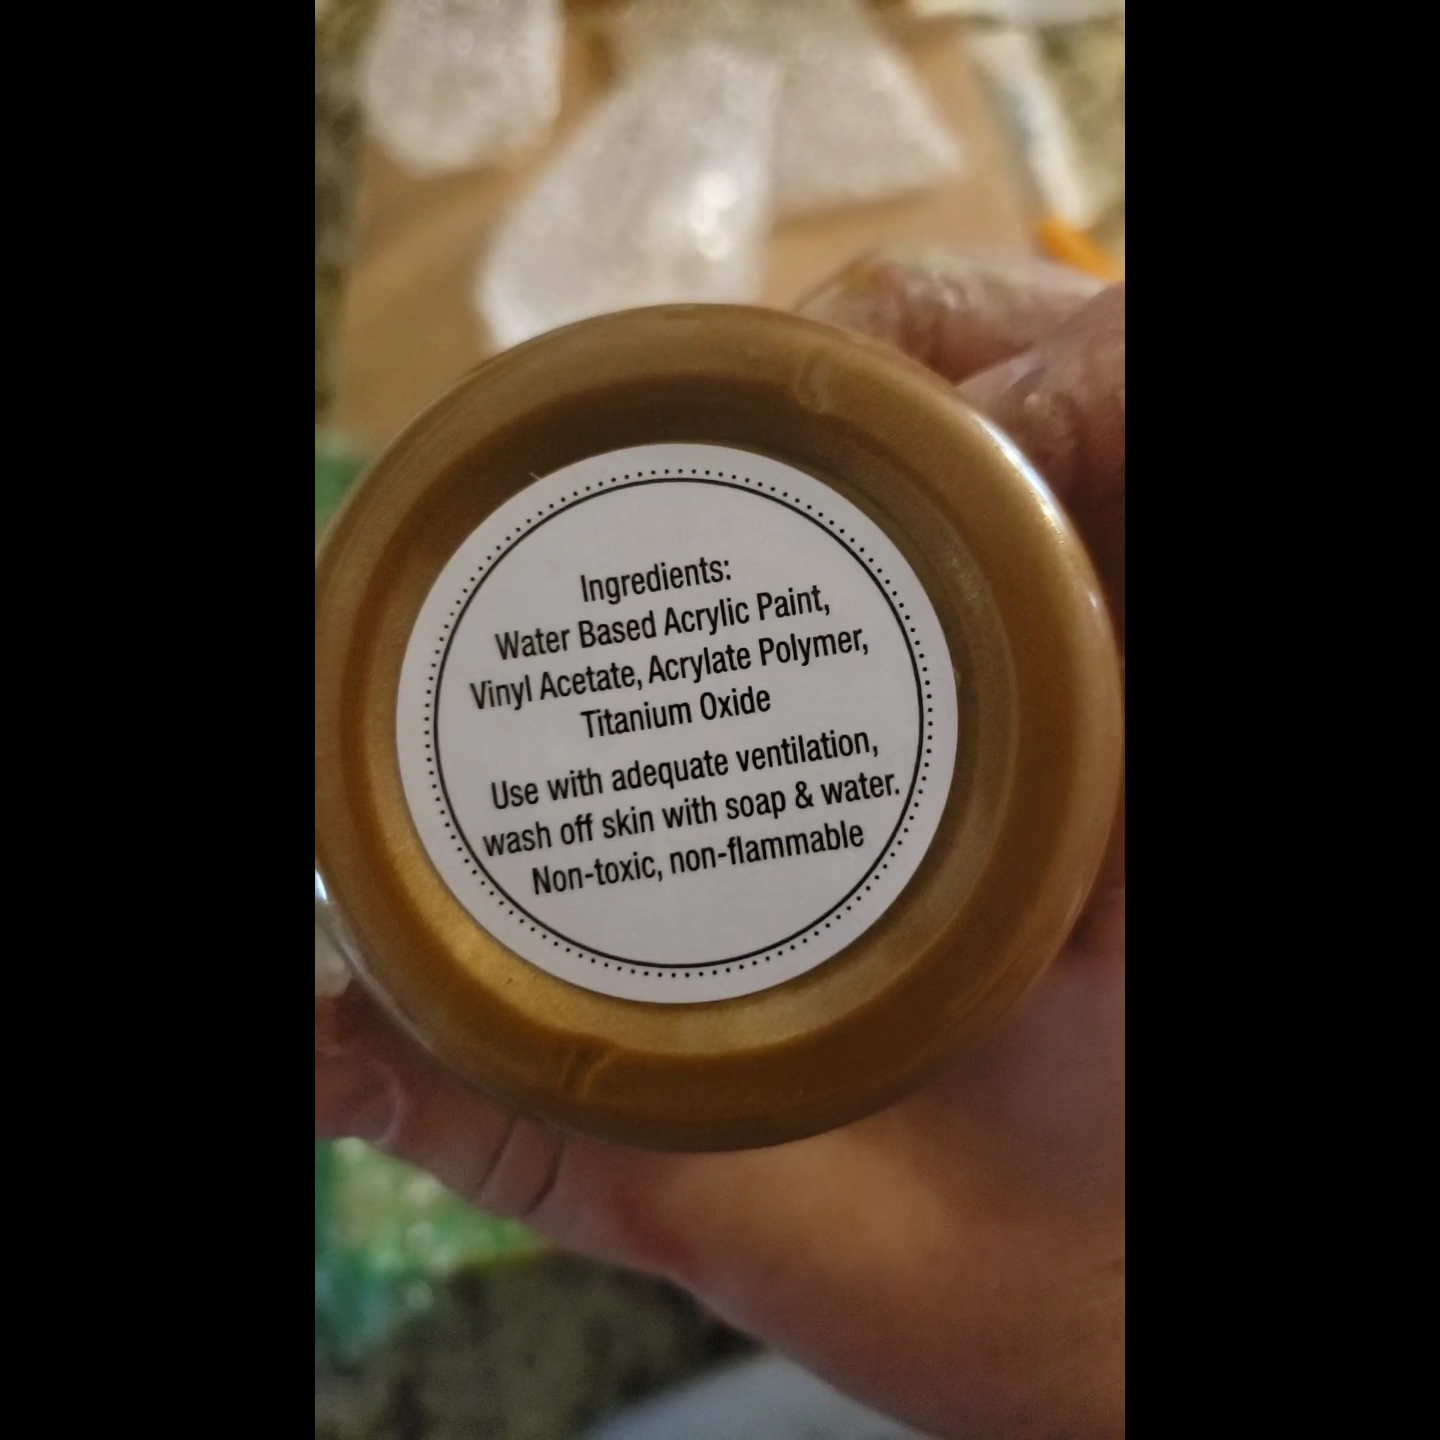 Ingredients:
Water Based Acrylic Paint,
Vinyl Acetate, Acrylate Polymer,
Titanium Oxide
Use with adequate ventilation,
wash off skin with soap & water.
Non-toxic, non-flammable